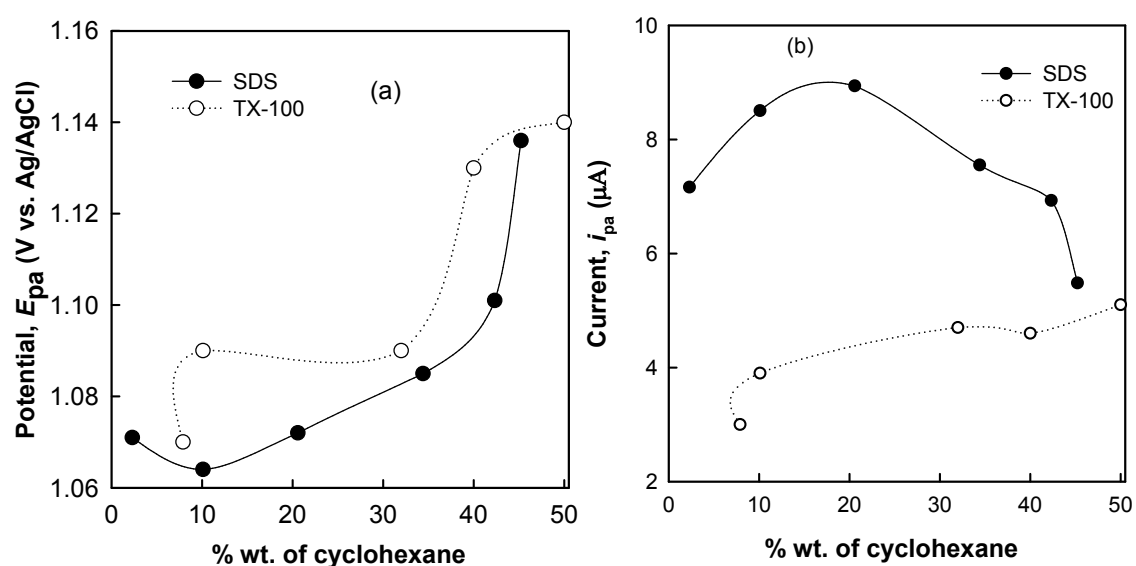 1.16
1.14
1.12
1.10
1.08
1.06
Potential, Epa (V vs. Ag/AgCl)
SDS
TX-100
(a)
0 10 20 30 40 50
% wt. of cyclohexane
10
8
6
4
2
Current, ipa (μA)
(b)
SDS
TX-100
0 10 20 30 40 50
% wt. of cyclohexane